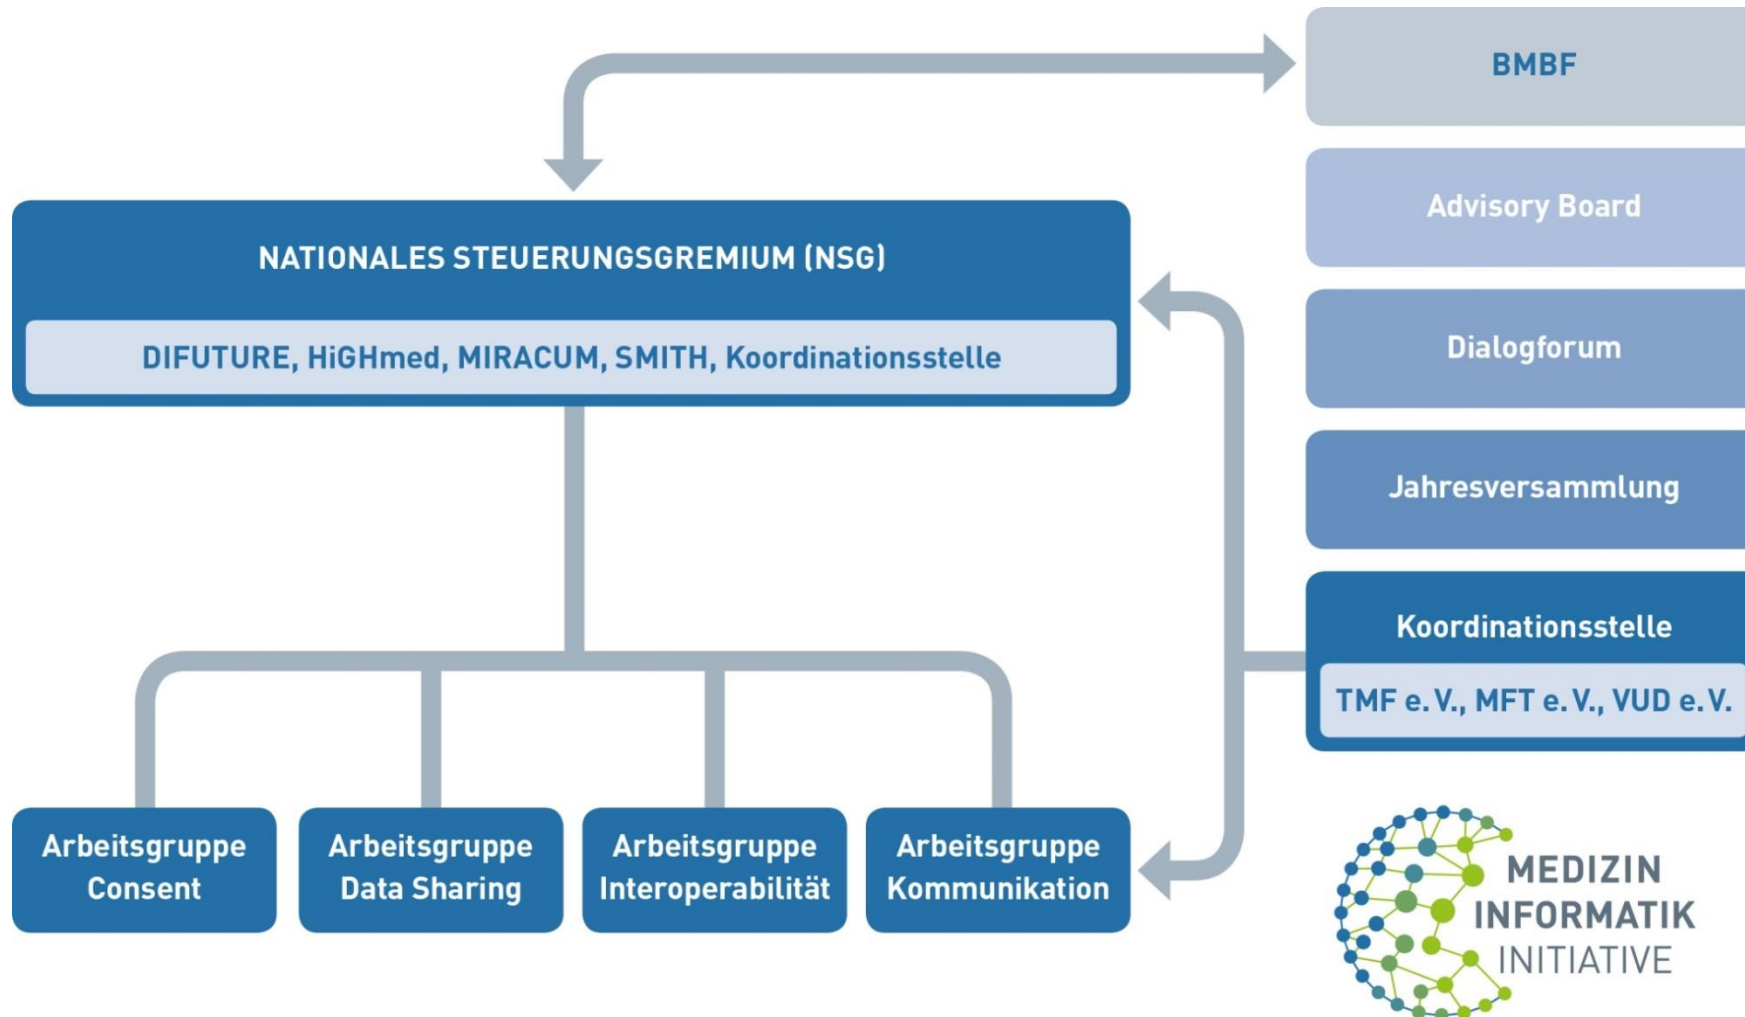 BMBF
Advisory Board
Dialogforum
Jahresversammlung
Koordinationsstelle
TMF e. V., MFT e. V., VUD e. V.
NATIONALES STEUERUNGSGREMIUM (NSG)
DIFUTURE, HiGHmed, MIRACUM, SMITH, Koordinationsstelle
Arbeitsgruppe
Consent
Arbeitsgruppe
Data Sharing
Arbeitsgruppe
Interoperabilität
Arbeitsgruppe
Kommunikation
MEDIZIN
INFORMATIK
INITIATIVE